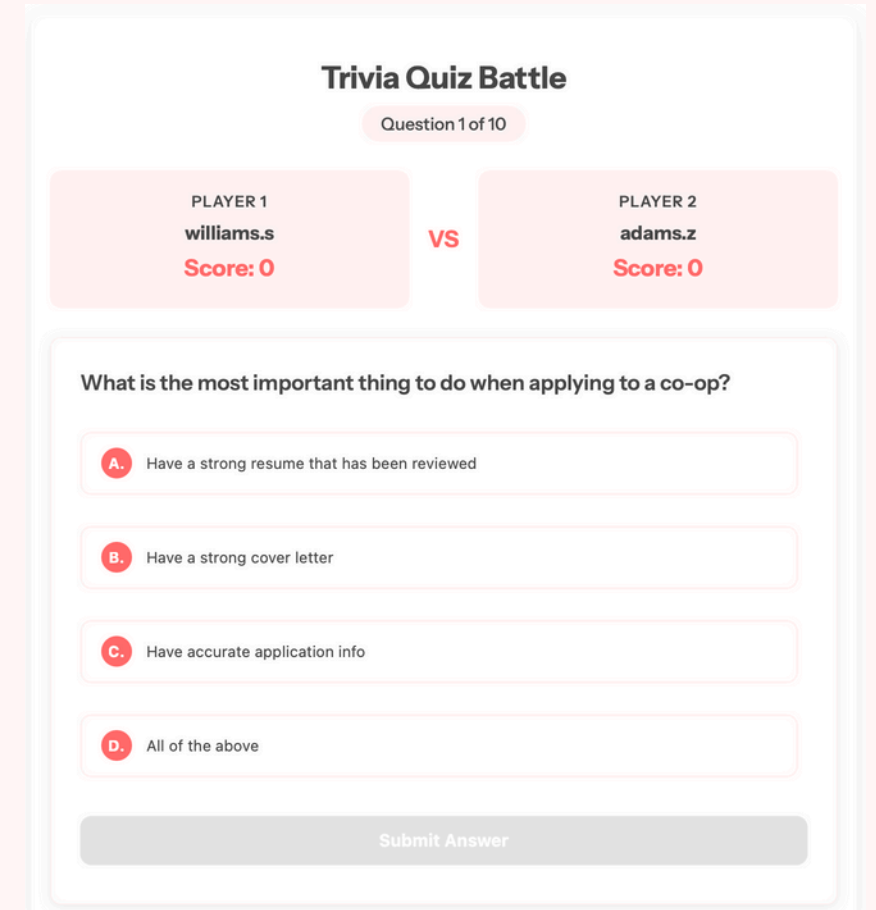 Trivia Quiz Battle
Question 1 of 10
PLAYER 1
williams.s
Score: 0
VS
PLAYER 2
adams.z
Score: 0
What is the most important thing to do when applying to a co-op?
A. Have a strong resume that has been reviewed
B. Have a strong cover letter
C. Have accurate application info
D. All of the above
Submit Answer